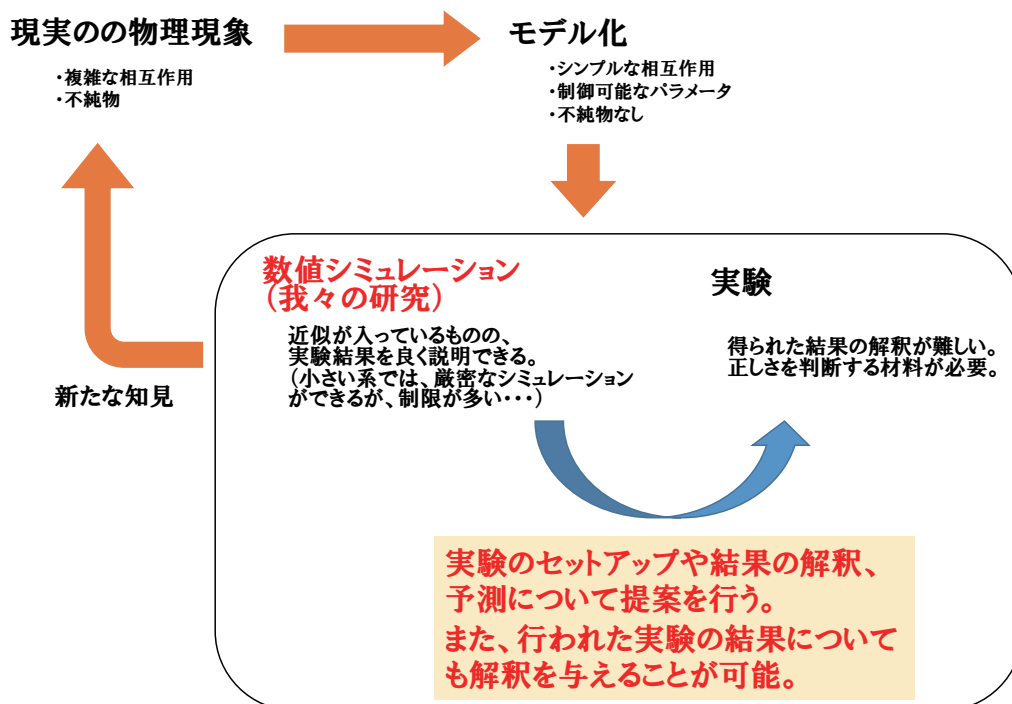 現実のの物理現象
・複雑な相互作用
・不純物
モデル化
・シンプルな相互作用
・制御可能なパラメータ
・不純物なし
数値シミュレーション
(我々の研究)
近似が入っているものの、
実験結果を良く説明できる。
(小さい系では、厳密なシミュレーション
ができるが、制限が多い・・・)
実験
得られた結果の解釈が難しい。
正しさを判断する材料が必要。
新たな知見
実験のセットアップや結果の解釈、
予測について提案を行う。
また、行われた実験の結果について
も解釈を与えることが可能。